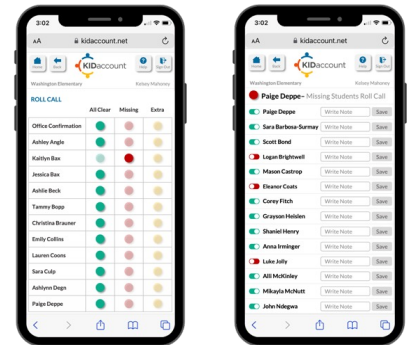 3:02
AA kidaccount.net
Home
Back
KIDaccount
Help
Sign Out
Washington Elementary Kelsey Mahoney
ROLL CALL
All Clear Missing Extra
Office Confirmation
Ashley Angle
Kaitlyn Bax
Jessica Bax
Ashlie Beck
Tammy Bopp
Christina Brauner
Emily Collins
Lauren Coons
Sara Culp
Ashlynn Degn
Paige Deppe
3:02
AA kidaccount.net
Home
Back
KIDaccount
Help
Sign Out
Washington Elementary Kelsey Mahoney
Paige Deppe– Missing Students Roll Call
Paige Deppe Write Note Save
Sara Barbosa-Surmay Write Note Save
Scott Bond Write Note Save
Logan Brightwell Write Note Save
Mason Castrop Write Note Save
Eleanor Coats Write Note Save
Corey Fitch Write Note Save
Grayson Heislen Write Note Save
Shaniel Henry Write Note Save
Anna Irminger Write Note Save
Luke Jolly Write Note Save
Alli McKinley Write Note Save
Mikayla McNutt Write Note Save
John Ndegwa Write Note Save